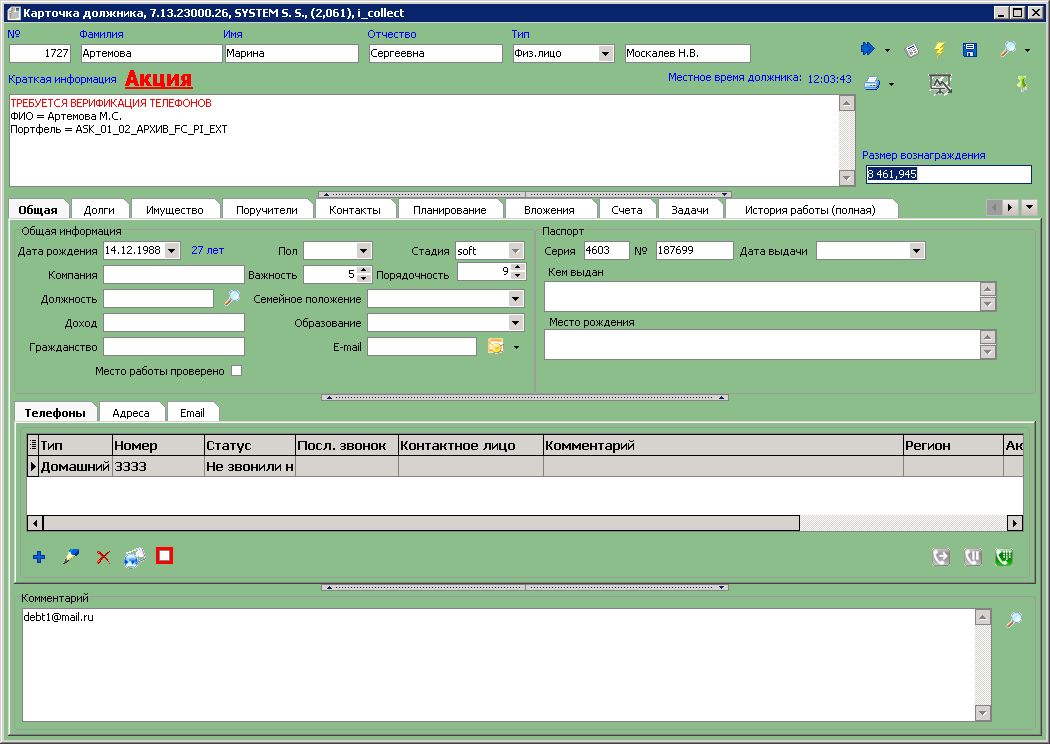 Карточка должника, 7.13.23000.26, SYSTEM S. S., (2,061), i_collect
№ Фамилия Имя Отчество Тип
1727 Артемова Марина Сергеевна Физ.лицо Москалев Н.В.
Краткая информация Акция Местное время должника: 12:03:43
ТРЕБУЕТСЯ ВЕРИФИКАЦИЯ ТЕЛЕФОНОВ
ФИО = Артемова М.С.
Портфель = ASK_01_02_АРХИВ_FC_PI_EXT
Размер вознаграждения
8 461,945
Общая Долги Имущество Поручители Контакты Планирование Вложения Счета Задачи История работы (полная)
Общая информация Паспорт
Дата рождения 14.12.1988 27 лет Пол Стадия soft Серия 4603 № 187699 Дата выдачи
Компания Важность 5 Порядочность 9 Кем выдан
Должность Семейное положение
Доход Образование Место рождения
Гражданство E-mail
Место работы проверено
Телефоны Адреса Email
Тип Номер Статус Посл. звонок Контактное лицо Комментарий Регион Ак
Домашний 3333 Не звонили н
Комментарий
debt1@mail.ru